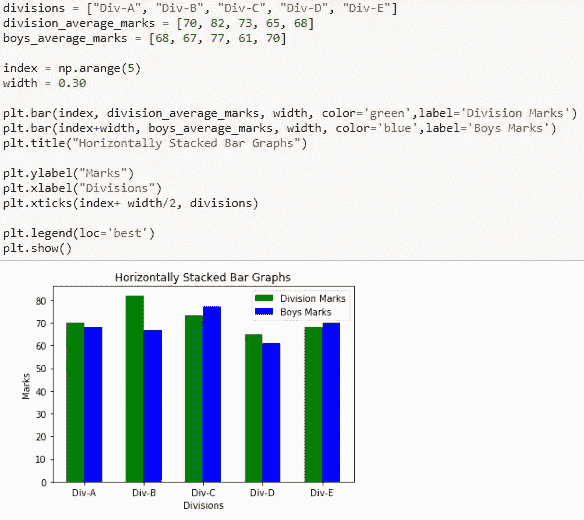 divisions = ["Div-A", "Div-B", "Div-C", "Div-D", "Div-E"]
division_average_marks = [70, 82, 73, 65, 68]
boys_average_marks = [68, 67, 77, 61, 70]
index = np.arange(5)
width = 0.30
plt.bar(index, division_average_marks, width, color='green',label='Division Marks')
plt.bar(index+width, boys_average_marks, width, color='blue',label='Boys Marks')
plt.title("Horizontally Stacked Bar Graphs")
plt.ylabel("Marks")
plt.xlabel("Divisions")
plt.xticks(index+ width/2, divisions)
plt.legend(loc='best')
plt.show()
Horizontally Stacked Bar Graphs
Division Marks
Boys Marks
80
70
60
50
40
30
20
10
0
Marks
Div-A Div-B Div-C Div-D Div-E
Divisions